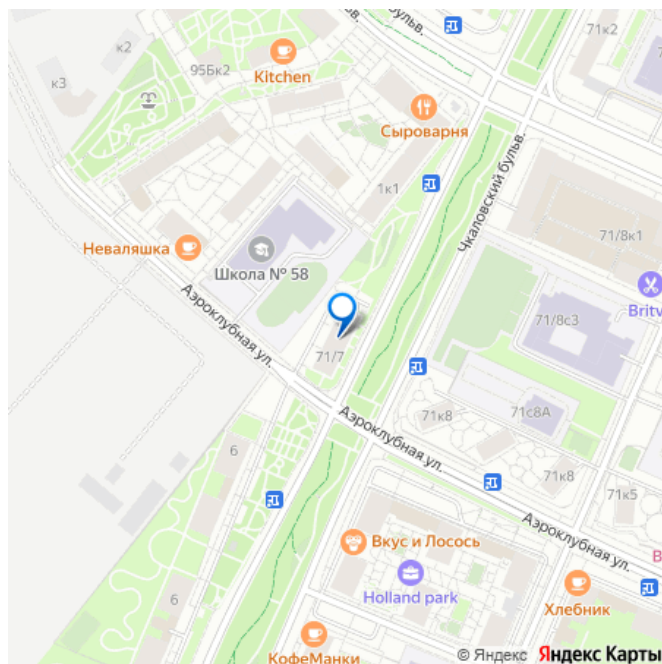 бульв.
71к2
к2
95Бк2
к3
Kitchen
Сыроварня
Чкаловский бульв.
1к1
71/8к1
Неваляшка
Школа № 58
Britv
Аэроклубная ул.
71/8с3
71/7
71к8
71с8А
Аэроклубная ул.
6
71к8
71к5
Аэроклубная ул.
Вкус и Лосось
В
Holland park
Хлебник
6
КофеМанки
© Яндекс Яндекс Карты